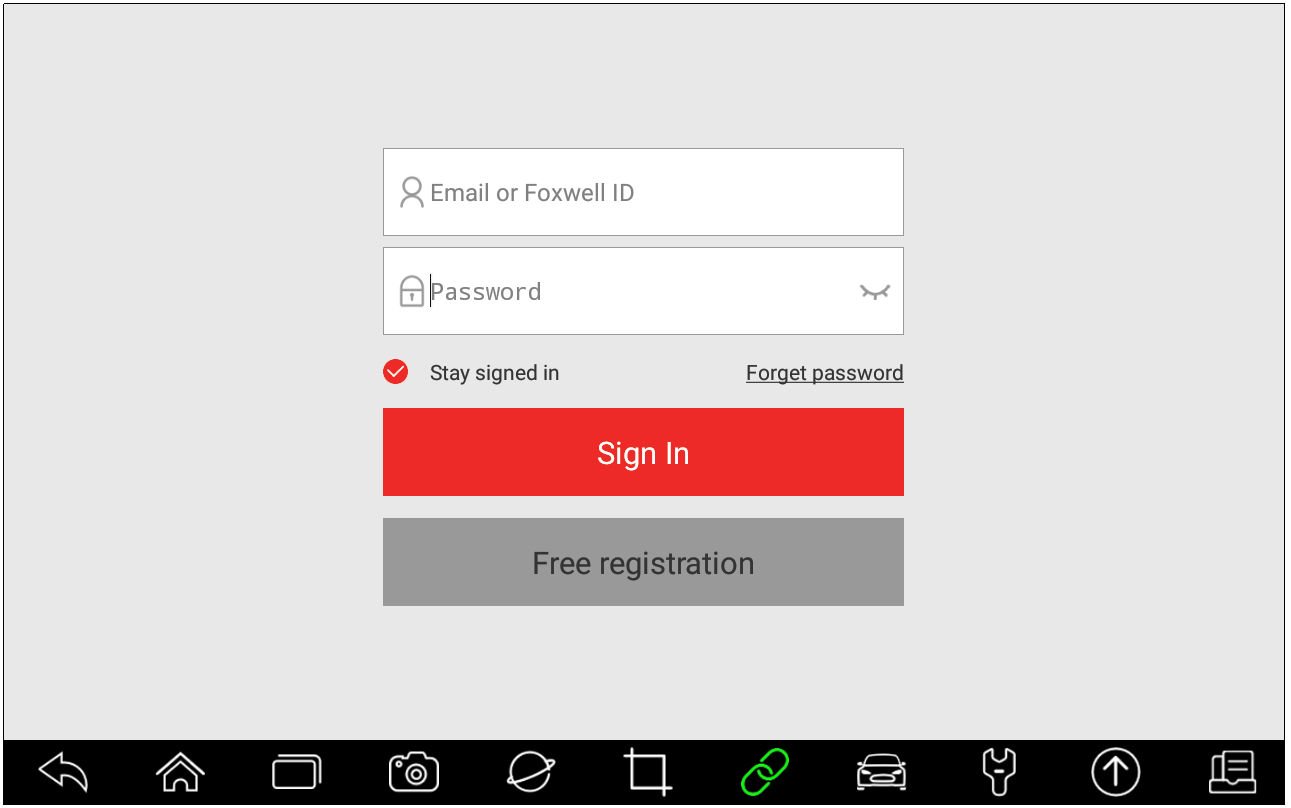 Email or Foxwell ID
Password
Stay signed in
Forget password
Sign In
Free registration